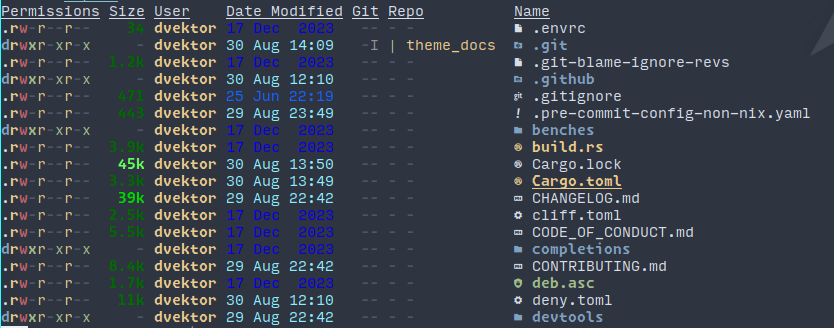 Permissions Size User Date Modified Git Repo Name
.rw-r--r-- 34 dvektor 17 Dec 2023 -- - .envrc
drwxr-xr-x - dvektor 30 Aug 14:09 -I | theme_docs .git
.rw-r--r-- 1.2k dvektor 17 Dec 2023 -- - .git-blame-ignore-revs
drwxr-xr-x - dvektor 30 Aug 12:10 -- - .github
.rw-r--r-- 471 dvektor 25 Jun 22:19 -- - .gitignore
.rw-r--r-- 443 dvektor 29 Aug 23:49 -- - ! .pre-commit-config-non-nix.yaml
drwxr-xr-x - dvektor 17 Dec 2023 -- - benches
.rw-r--r-- 3.9k dvektor 17 Dec 2023 -- - build.rs
.rw-r--r-- 45k dvektor 30 Aug 13:50 -- - Cargo.lock
.rw-r--r-- 3.3k dvektor 30 Aug 13:49 -- - Cargo.toml
.rw-r--r-- 39k dvektor 29 Aug 22:42 -- - CHANGELOG.md
.rw-r--r-- 2.5k dvektor 17 Dec 2023 -- - cliff.toml
.rw-r--r-- 5.5k dvektor 17 Dec 2023 -- - CODE_OF_CONDUCT.md
drwxr-xr-x - dvektor 17 Dec 2023 -- - completions
.rw-r--r-- 8.4k dvektor 29 Aug 22:42 -- - CONTRIBUTING.md
.rw-r--r-- 1.7k dvektor 17 Dec 2023 -- - deb.asc
.rw-r--r-- 11k dvektor 30 Aug 12:10 -- - deny.toml
drwxr-xr-x - dvektor 29 Aug 22:42 -- - devtools